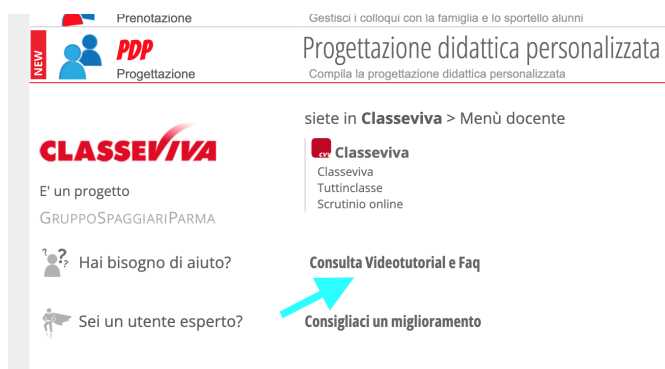 Prenotazione
Gestisci i colloqui con la famiglia e lo sportello alunni
NEW
PDP
Progettazione didattica personalizzata
Progettazione
Compila la progettazione didattica personalizzata
siete in Classeviva > Menù docente
CLASSEVIVA
cvv Classeviva
Classeviva
Tuttinclasse
Scrutinio online
E' un progetto
GRUPPOSPAGGIARIPARMA
Hai bisogno di aiuto?
Consulta Videotutorial e Faq
Sei un utente esperto?
Consigliaci un miglioramento